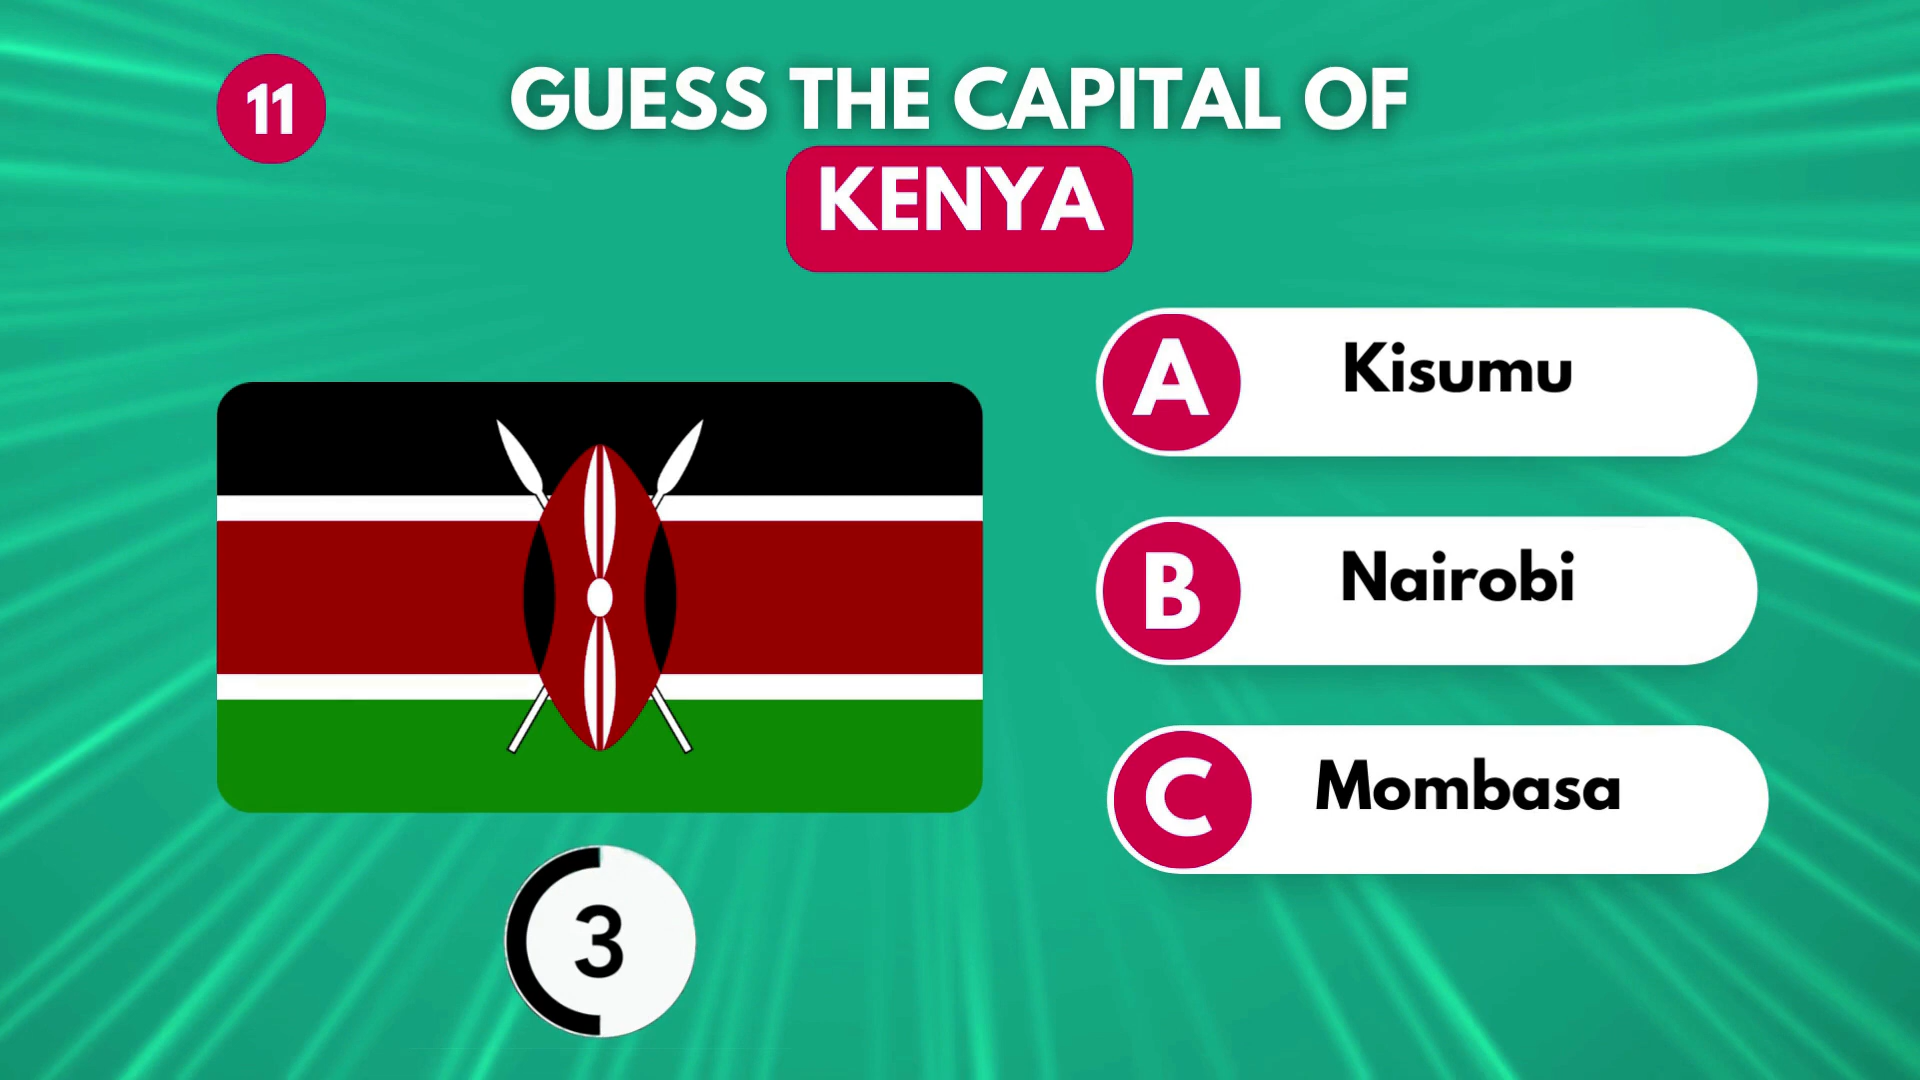 11
GUESS THE CAPITAL OF
KENYA
A Kisumu
B Nairobi
C Mombasa
3